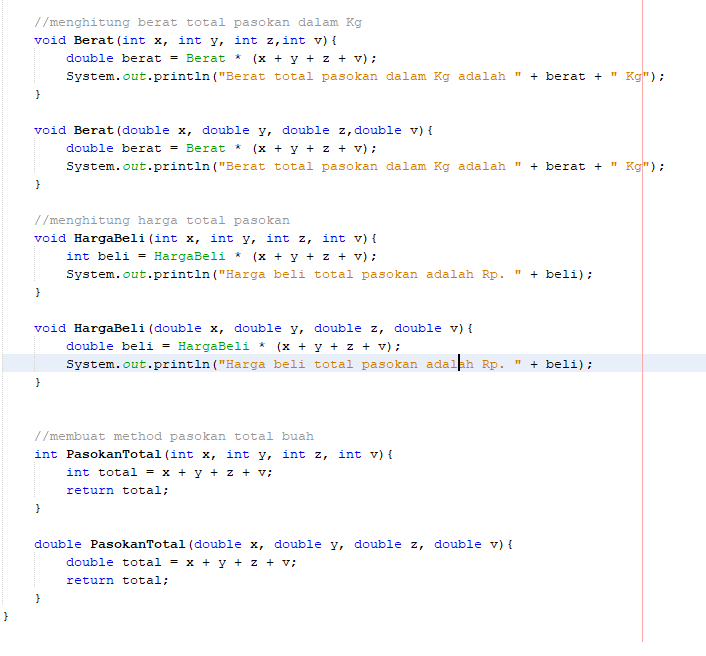 //menghitung berat total pasokan dalam Kg
void Berat(int x, int y, int z,int v){
double berat = Berat * (x + y + z + v);
System.out.println("Berat total pasokan dalam Kg adalah " + berat + " Kg");
}
void Berat(double x, double y, double z,double v){
double berat = Berat * (x + y + z + v);
System.out.println("Berat total pasokan dalam Kg adalah " + berat + " Kg");
}
//menghitung harga total pasokan
void HargaBeli(int x, int y, int z, int v){
int beli = HargaBeli * (x + y + z + v);
System.out.println("Harga beli total pasokan adalah Rp. " + beli);
}
void HargaBeli(double x, double y, double z, double v){
double beli = HargaBeli * (x + y + z + v);
System.out.println("Harga beli total pasokan adalah Rp. " + beli);
}
//membuat method pasokan total buah
int PasokanTotal(int x, int y, int z, int v){
int total = x + y + z + v;
return total;
}
double PasokanTotal(double x, double y, double z, double v){
double total = x + y + z + v;
return total;
}
}